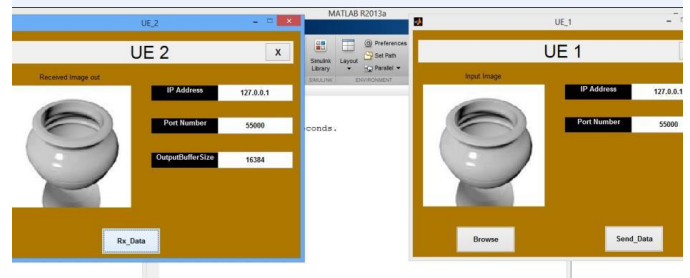 MATLAB R2013a
UE_2
UE 2
X
Received Image out
IP Address
127.0.0.1
Port Number
55000
OutputBufferSize
16384
Rx_Data
Simulink
Library
Layout
Preferences
Set Path
Parallel
SIMULINK
ENVIRONMENT
conds.
UE_1
UE 1
Input Image
IP Address
127.0.0.1
Port Number
55000
Browse
Send_Data